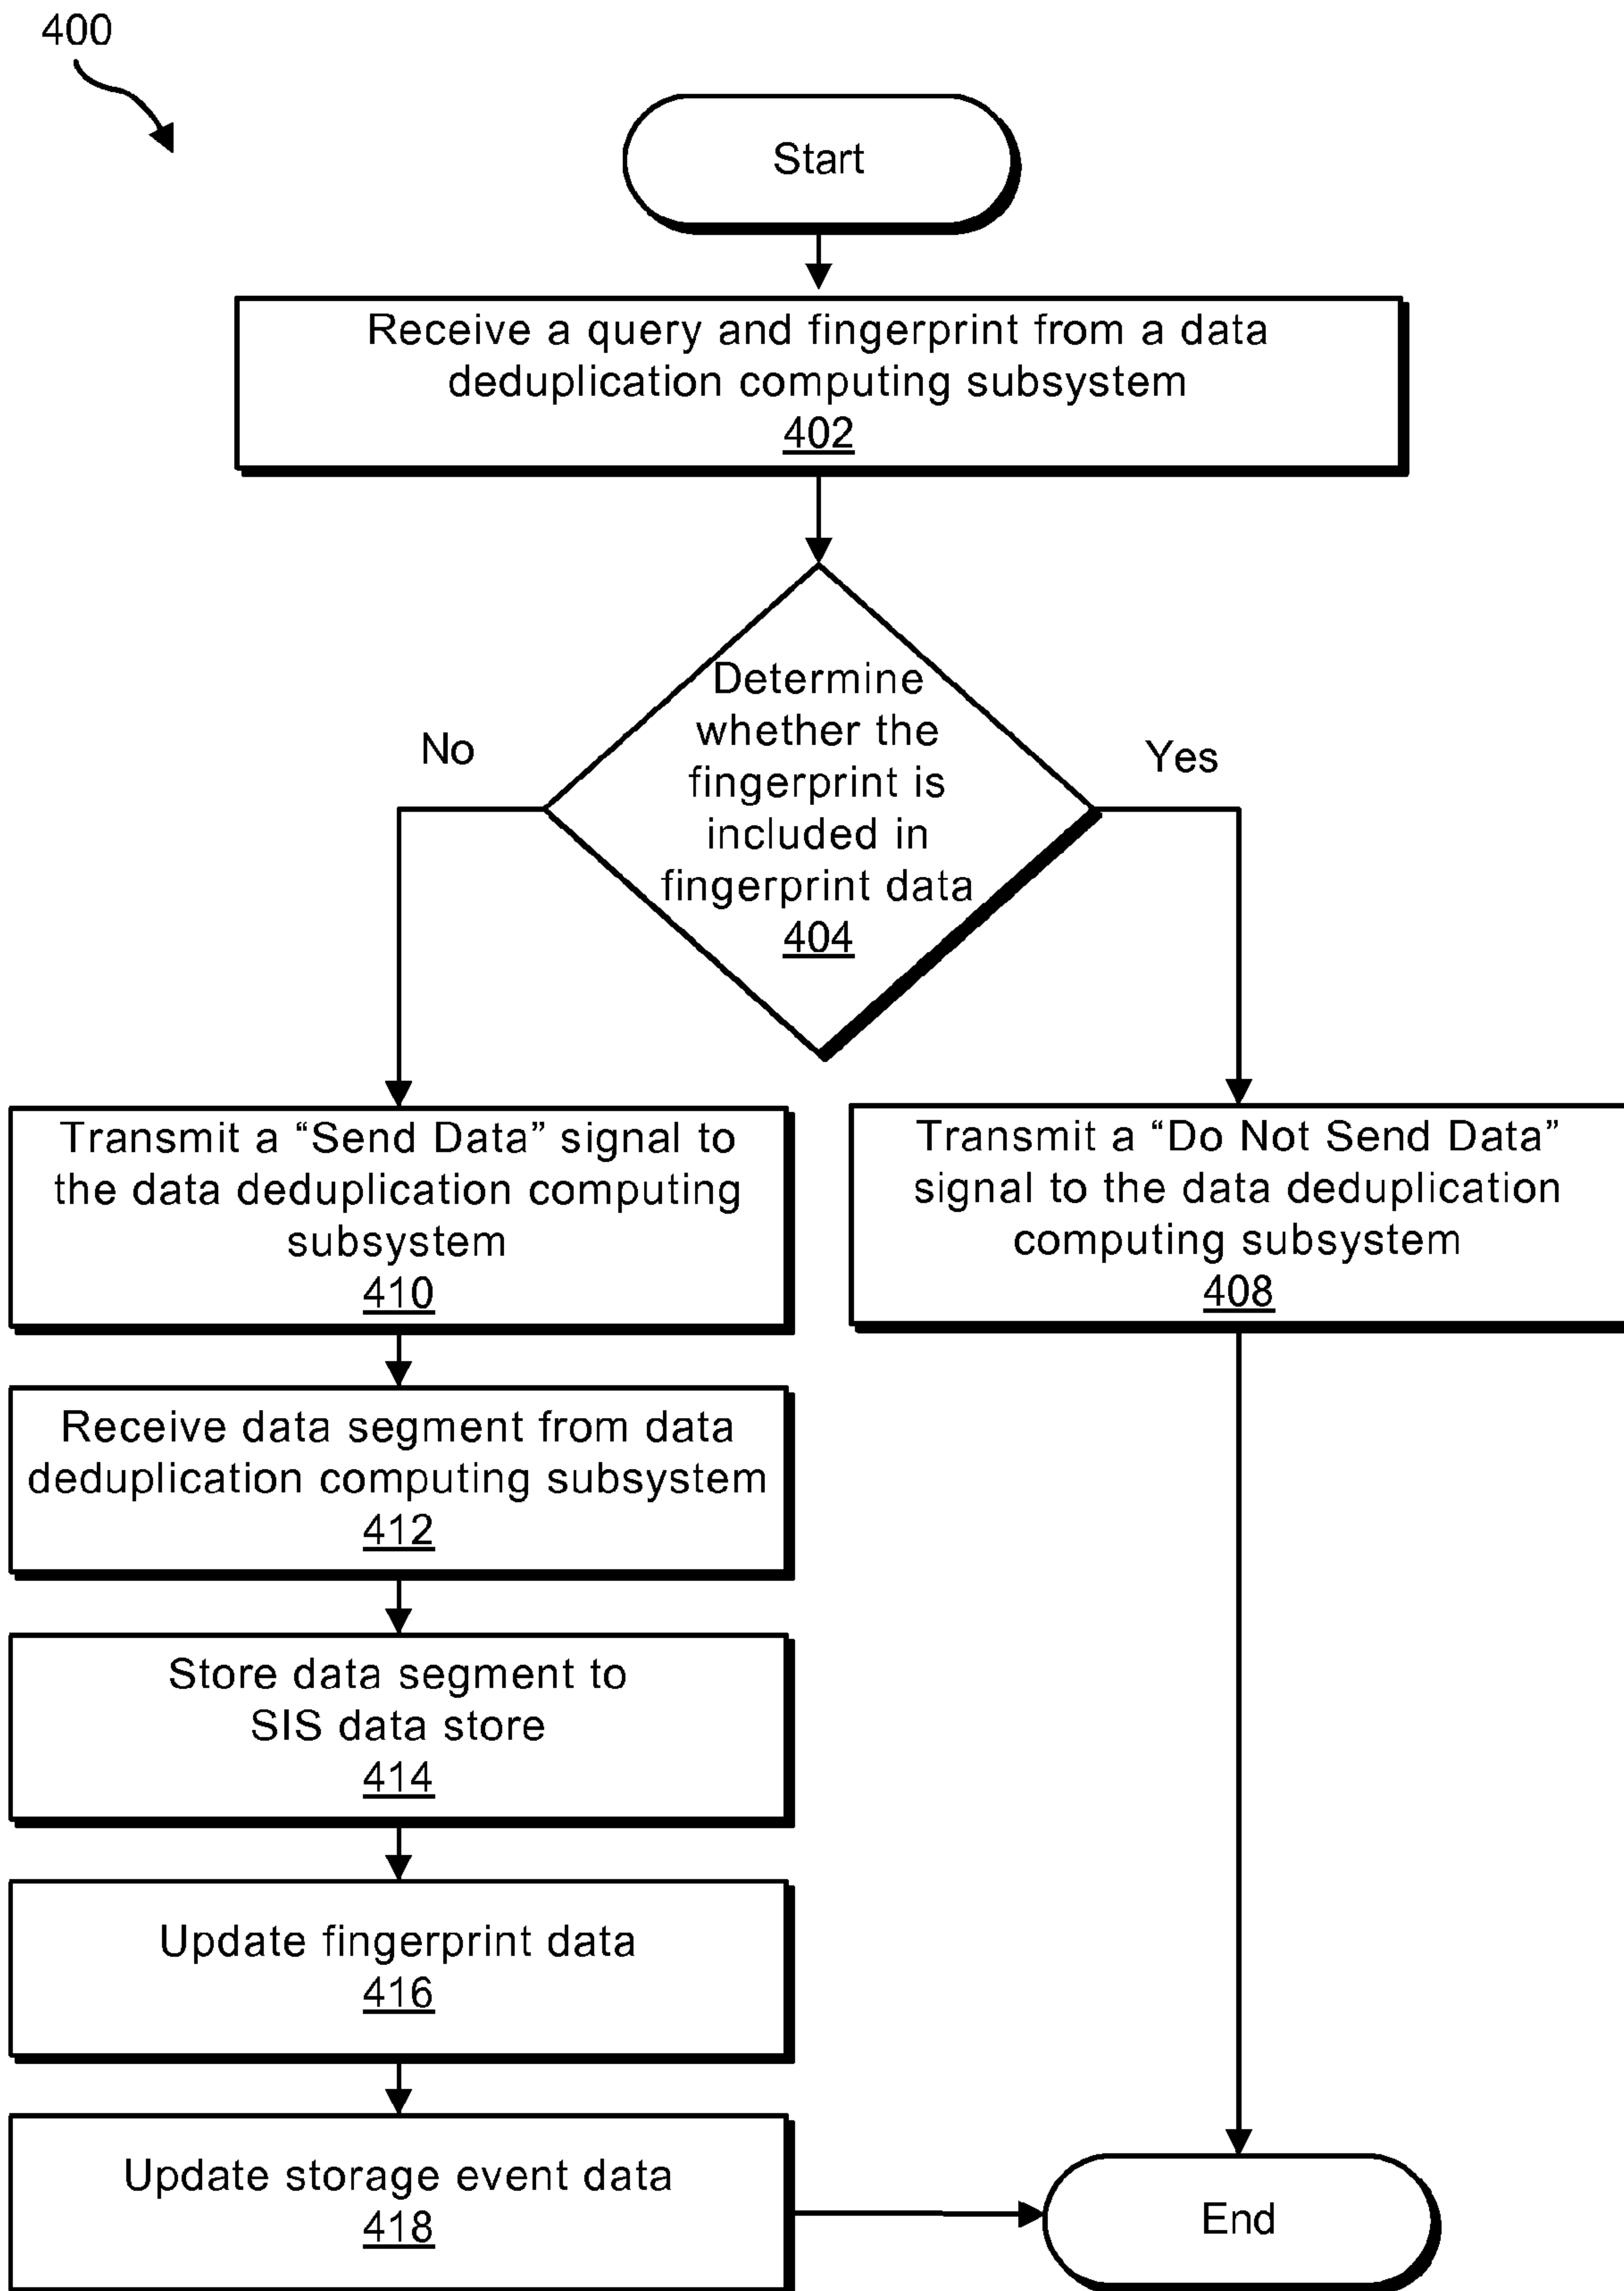 400
Start
Receive a query and fingerprint from a data
deduplication computing subsystem
402
Determine
whether the
fingerprint is
included in
fingerprint data
404
No
Yes
Transmit a “Send Data” signal to
the data deduplication computing
subsystem
410
Transmit a “Do Not Send Data”
signal to the data deduplication
computing subsystem
408
Receive data segment from data
deduplication computing subsystem
412
Store data segment to
SIS data store
414
Update fingerprint data
416
Update storage event data
418
End